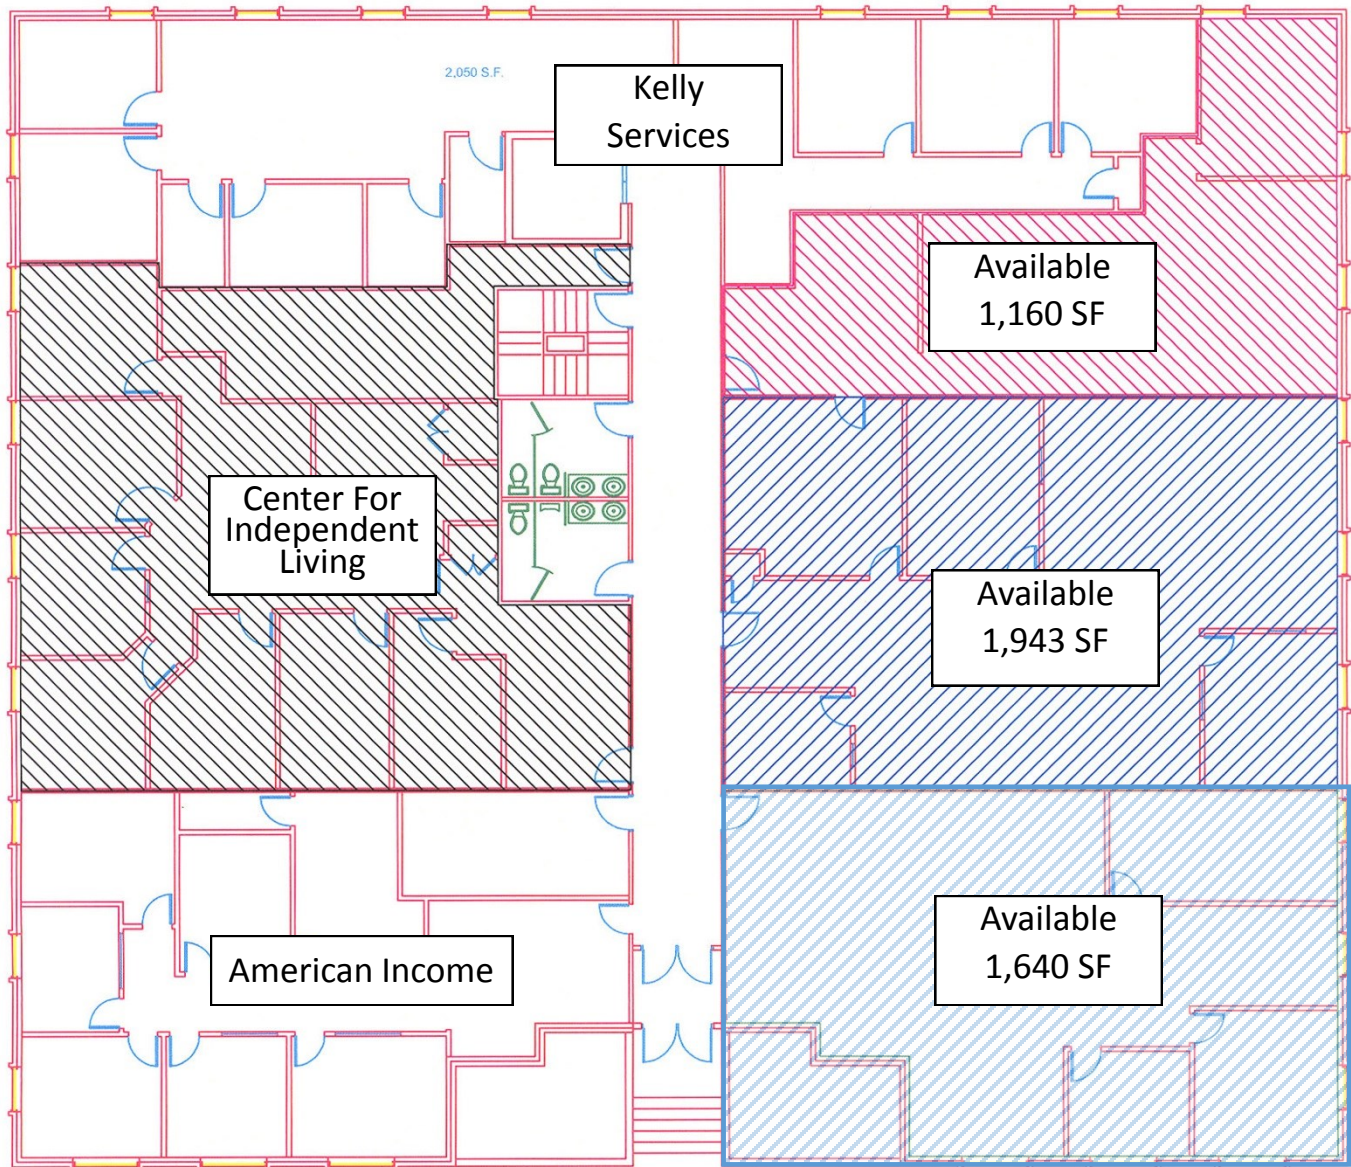 2,050 S.F.
Kelly
Services
Available
1,160 SF
Center For
Independent
Living
Available
1,943 SF
Available
1,640 SF
American Income